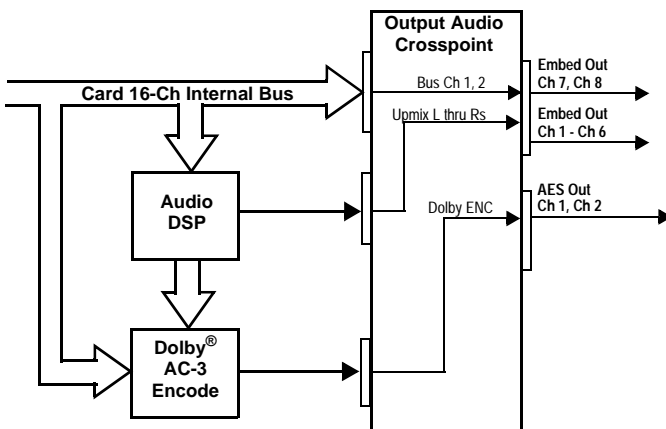 Output Audio
Crosspoint
Embed Out
Ch 7, Ch 8
Bus Ch 1, 2
Card 16-Ch Internal Bus
Upmix L thru Rs
Embed Out
Ch 1 - Ch 6
Audio
DSP
AES Out
Ch 1, Ch 2
Dolby ENC
Dolby®
AC-3
Encode